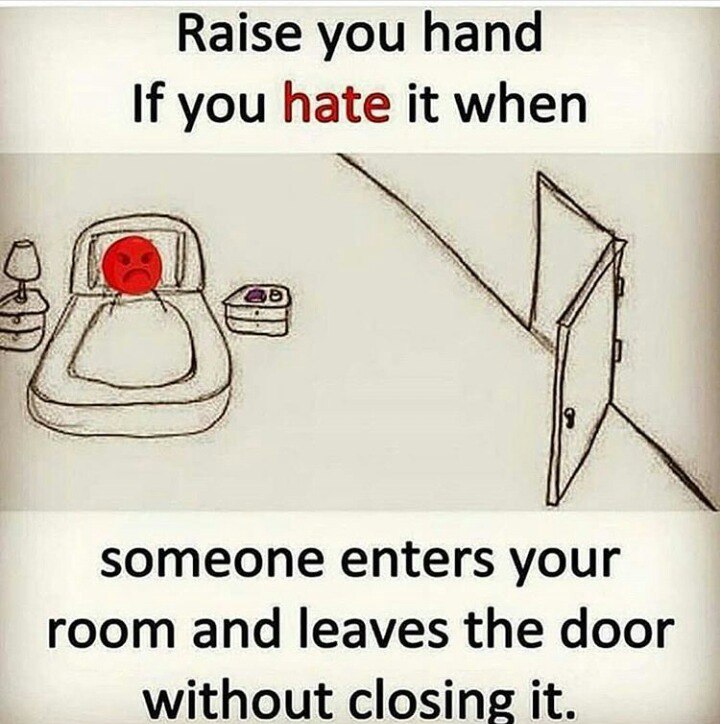 Raise you hand
If you hate it when
someone enters your
room and leaves the door
without closing it.